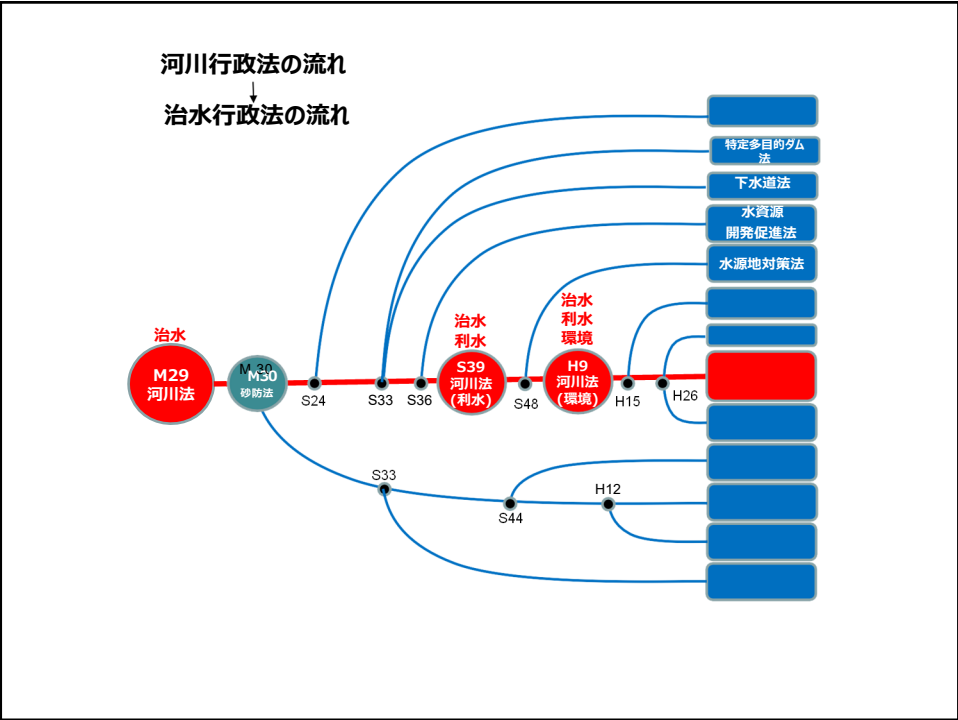 河川行政法の流れ
治水行政法の流れ
特定多目的ダム
法
下水道法
水資源
開発促進法
水源地対策法
治水
利水
環境
治水
利水
治水
M29
河川法
M 30
M30
砂防法
S24
S33
S36
S39
河川法
(利水)
S48
H9
河川法
(環境)
H15
H26
S33
S44
H12